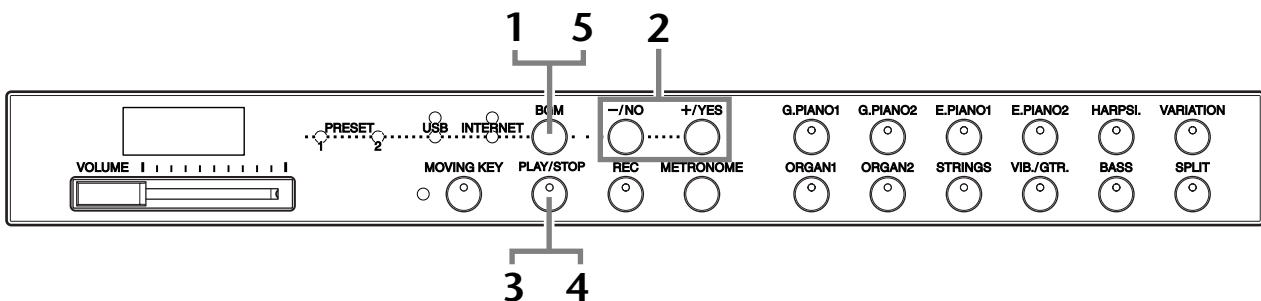 1 5 2
BGM −/NO +/YES G.PIANO1 G.PIANO2 E.PIANO1 E.PIANO2 HARPSI. VARIATION
PRESET USB INTERNET
1 2
VOLUME MOVING KEY PLAY/STOP REC METRONOME ORGAN1 ORGAN2 STRINGS VIB./GTR. BASS SPLIT
3 4